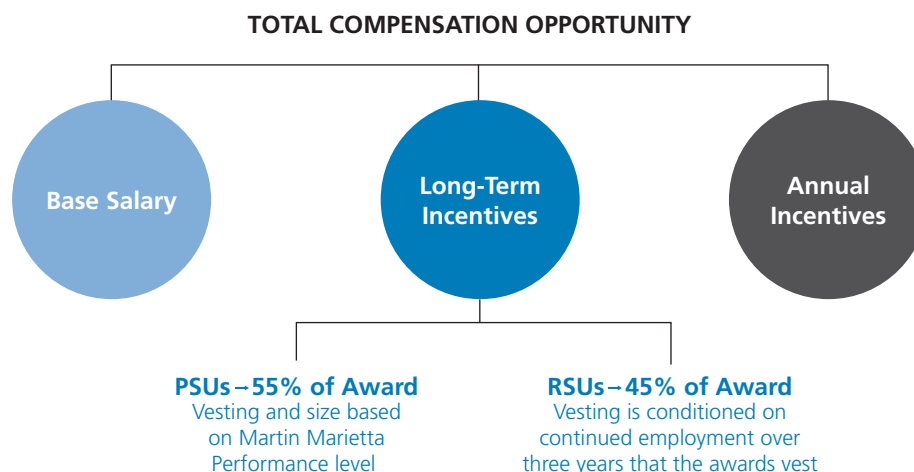 TOTAL COMPENSATION OPPORTUNITY
Base Salary
Long-Term
Incentives
Annual
Incentives
PSUs→55% of Award
Vesting and size based
on Martin Marietta
Performance level
RSUs→45% of Award
Vesting is conditioned on
continued employment over
three years that the awards vest